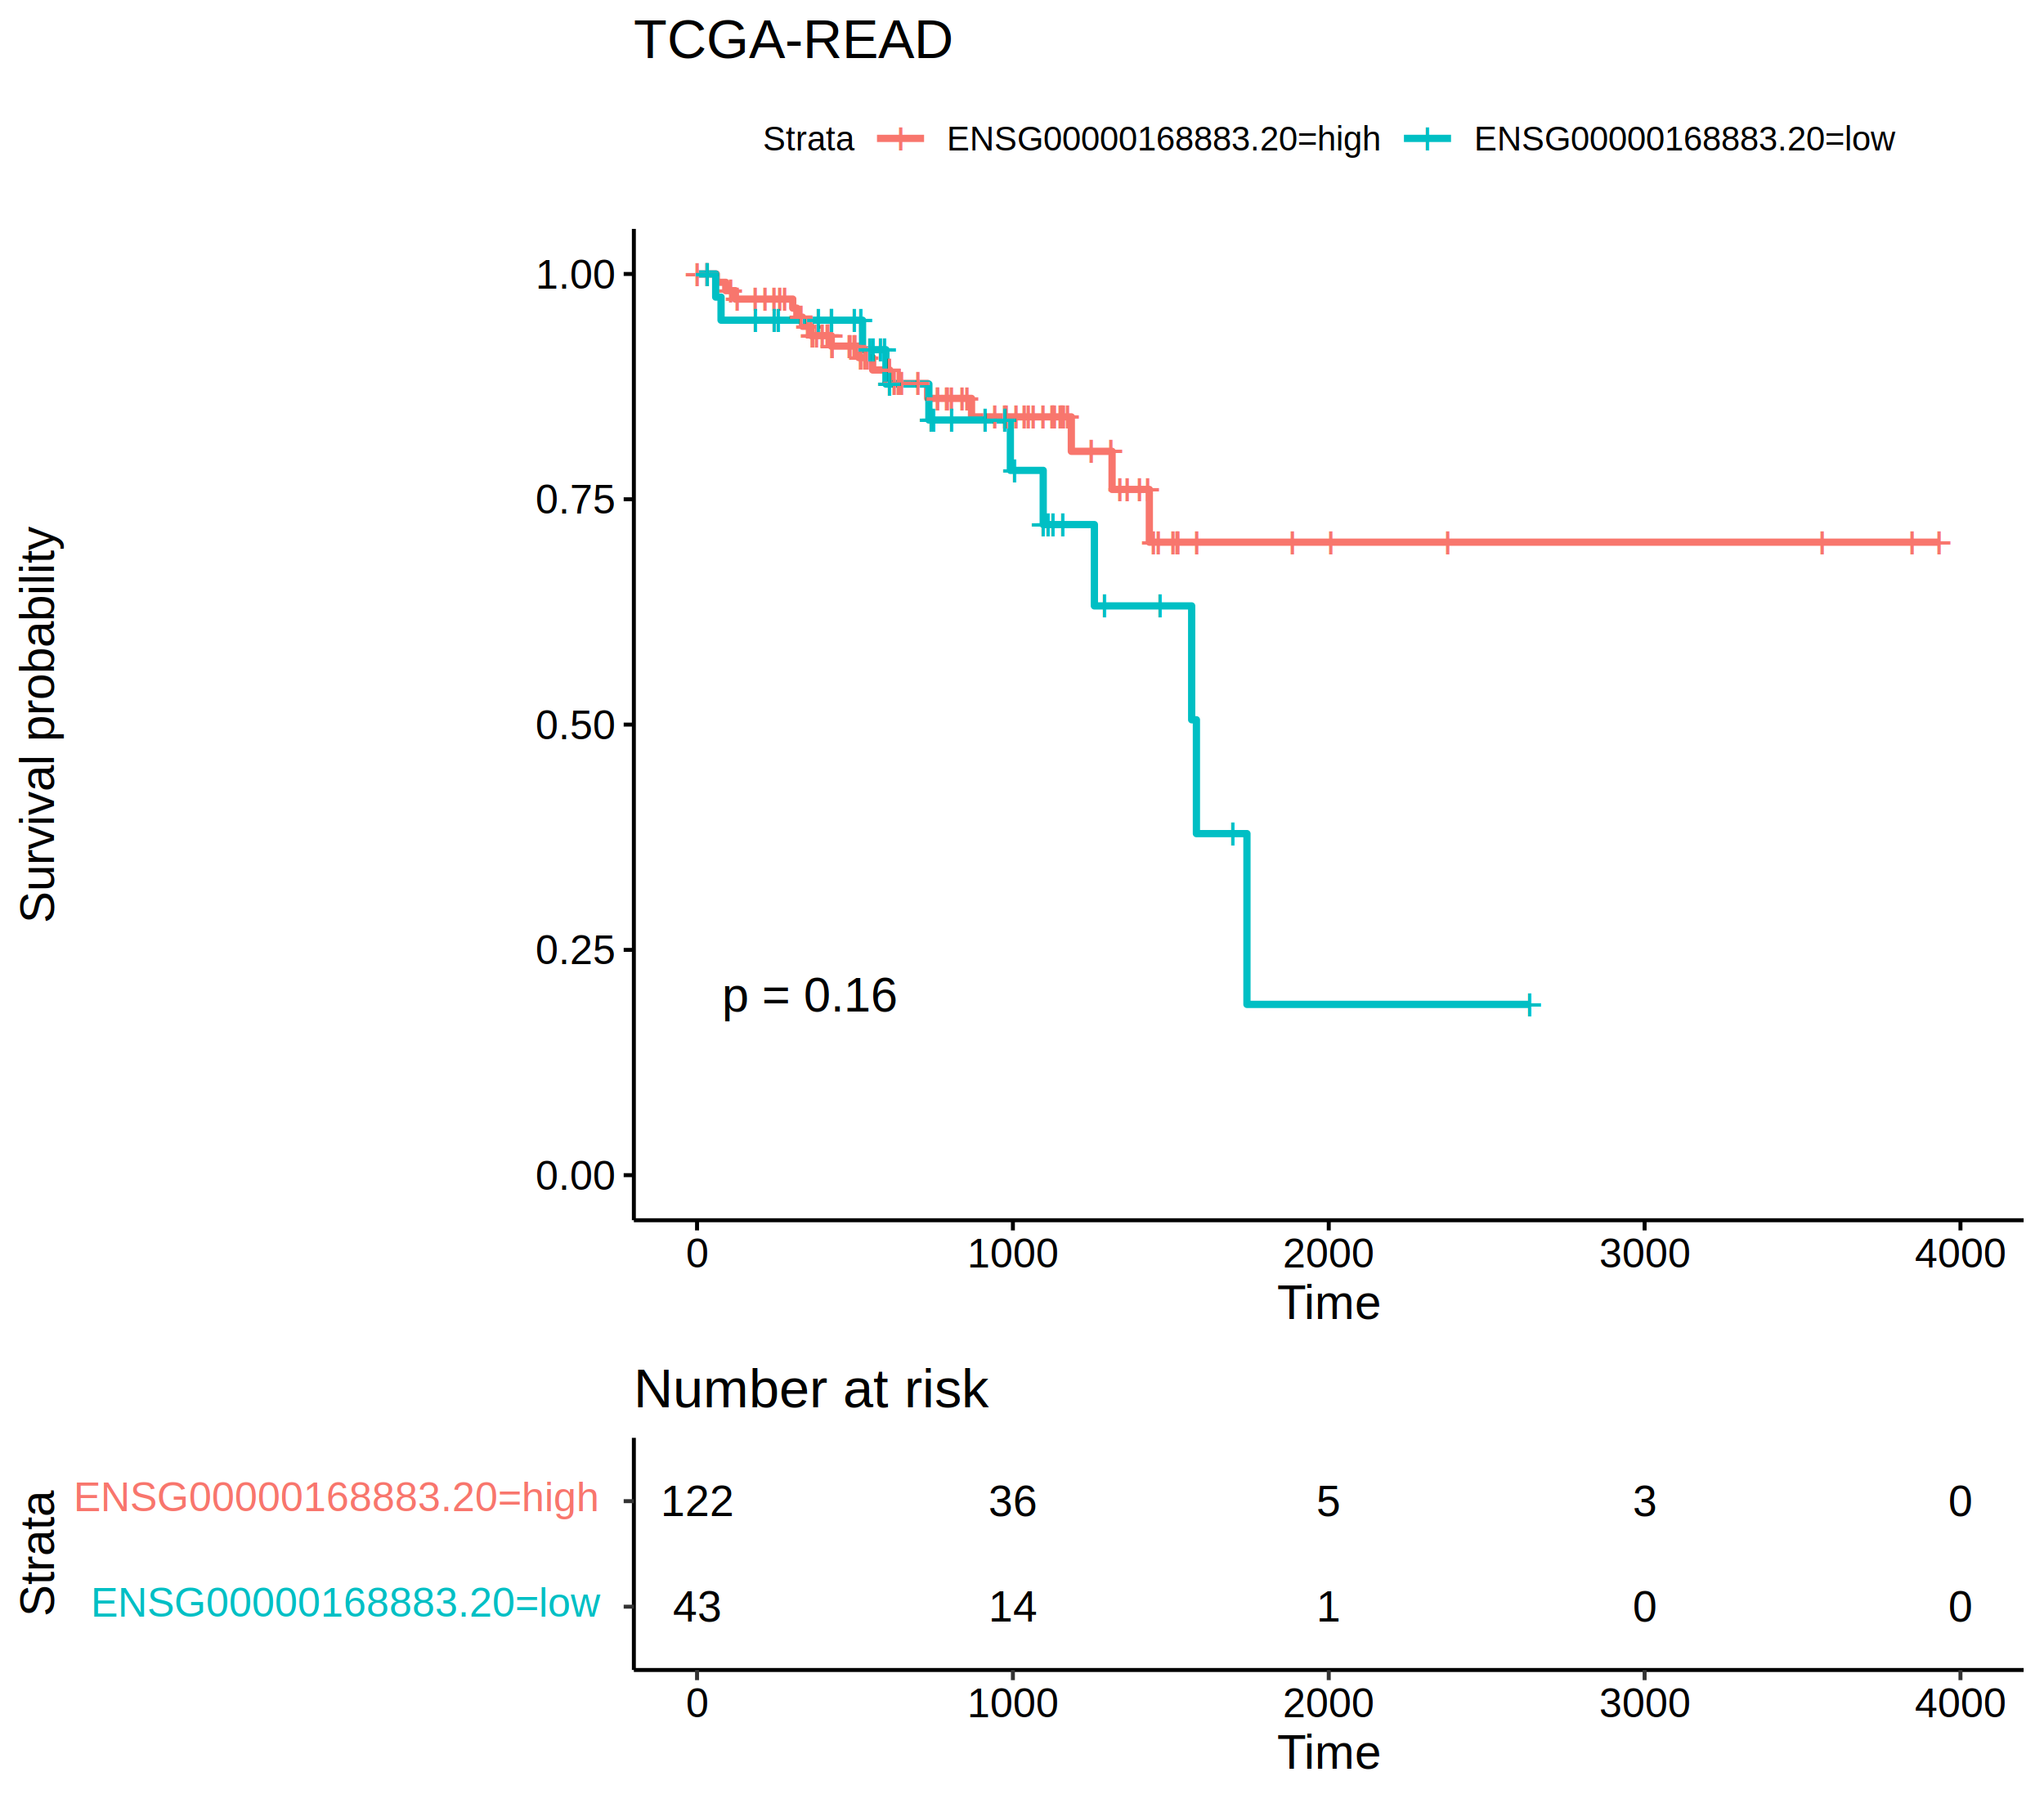 TCGA-READ
Strata ENSG00000168883.20=high ENSG00000168883.20=low
Survival probability
1.00
0.75
0.50
0.25
0.00
p = 0.16
0 1000 2000 3000 4000
Time
Number at risk
Strata
ENSG00000168883.20=high 122 36 5 3 0
ENSG00000168883.20=low 43 14 1 0 0
0 1000 2000 3000 4000
Time